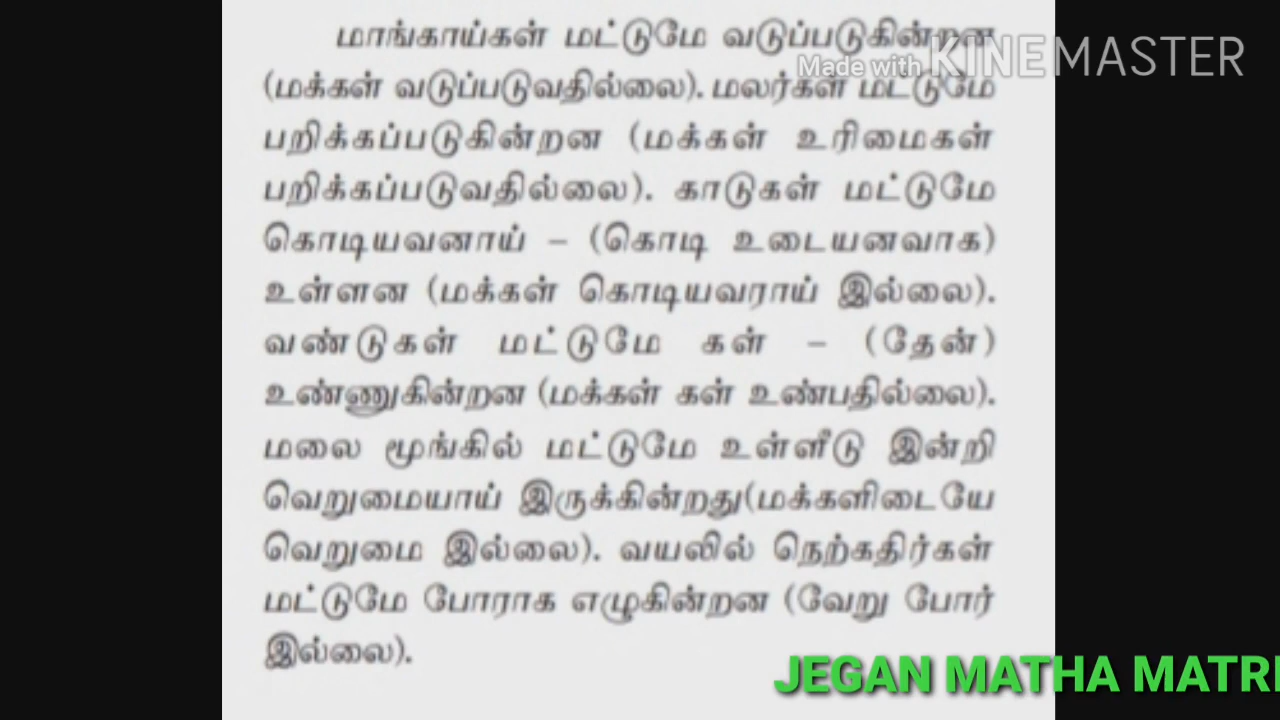 மாங்காய்கள் மட்டுமே வடுப்படுகின்றன
Made with KINEMASTER
(மக்கள் வடுப்படுவதில்லை). மலர்கள் மட்டுமே
பறிக்கப்படுகின்றன (மக்கள் உரிமைகள்
பறிக்கப்படுவதில்லை). காடுகள் மட்டுமே
கொடியவனாய் – (கொடி உடையனவாக)
உள்ளன (மக்கள் கொடியவராய் இல்லை).
வண்டுகள் மட்டுமே கள் – (தேன்)
உண்ணுகின்றன (மக்கள் கள் உண்பதில்லை).
மலை மூங்கில் மட்டுமே உள்ளீடு இன்றி
வெறுமையாய் இருக்கின்றது(மக்களிடையே
வெறுமை இல்லை). வயலில் நெற்கதிர்கள்
மட்டுமே போராக எழுகின்றன (வேறு போர்
இல்லை).
JEGAN MATHA MATRI